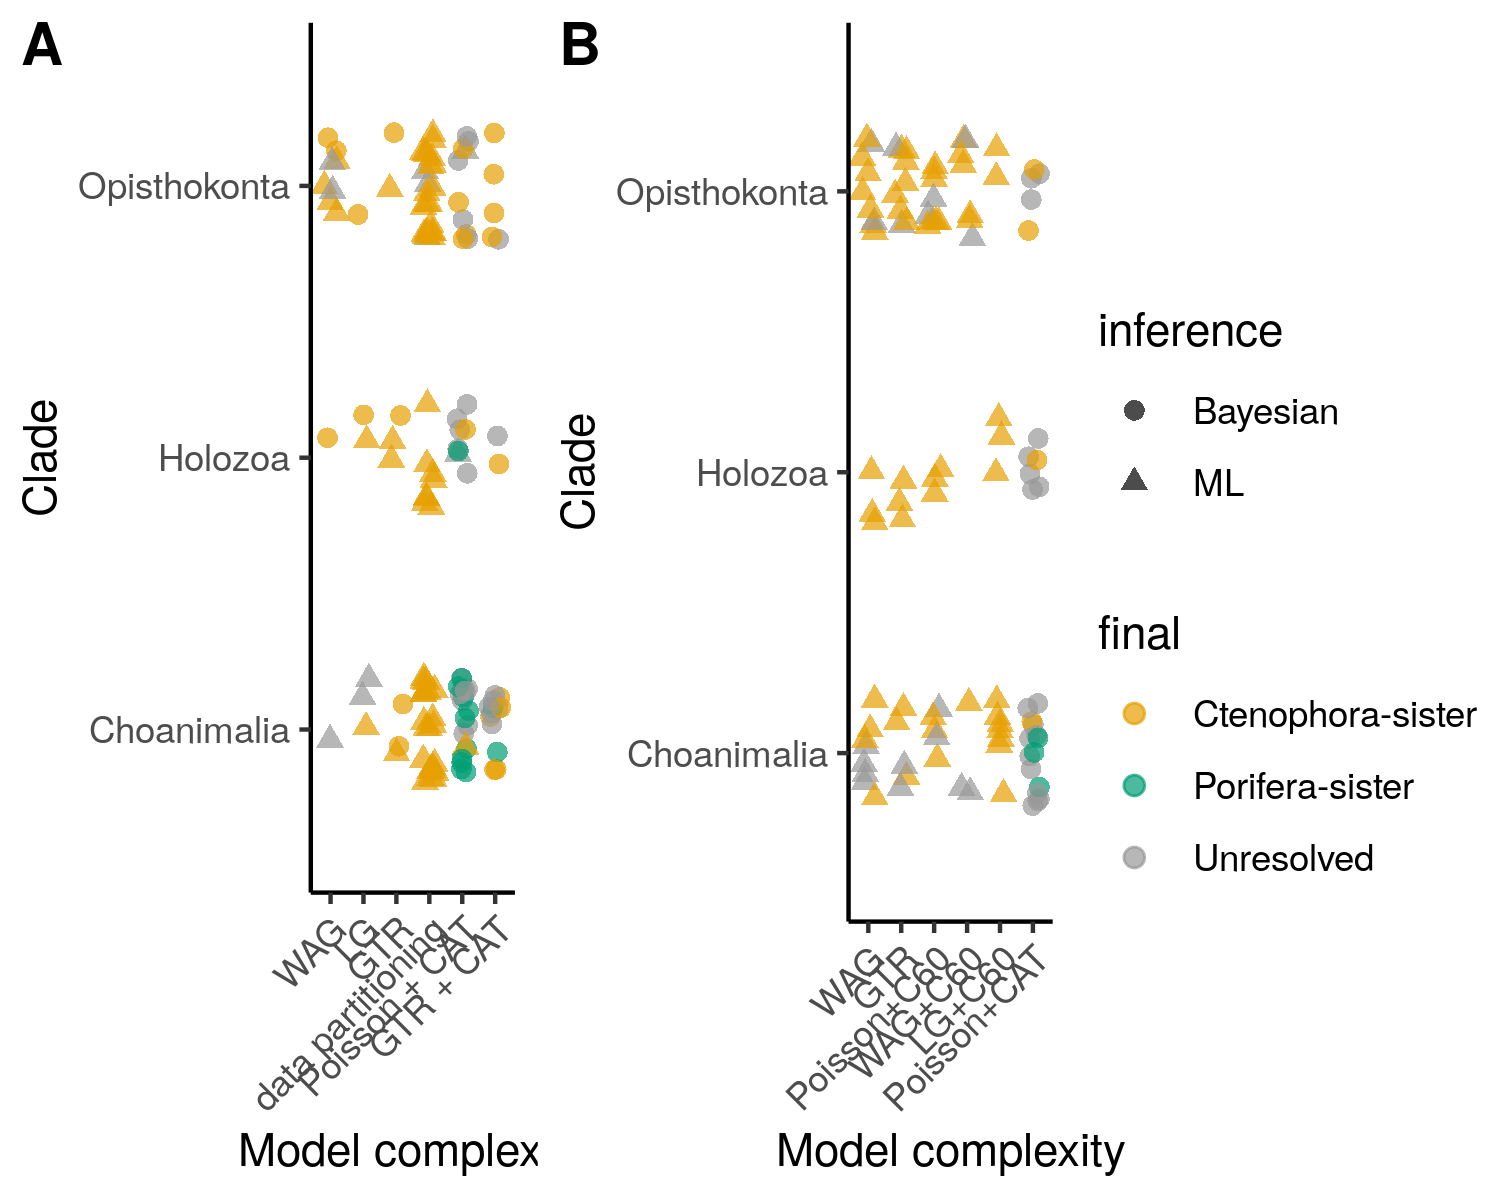 A
B
Clade
Opisthokonta
Holozoa
Choanimalia
WAG
LG
GTR
data partitioning
Poisson + CAT
GTR + CAT
Model complex
Clade
Opisthokonta
Holozoa
Choanimalia
WAG
GTR
Poisson+C60
WAG+C60
LG+C60
Poisson+CAT
Model complexity
inference
Bayesian
ML
final
Ctenophora-sister
Porifera-sister
Unresolved